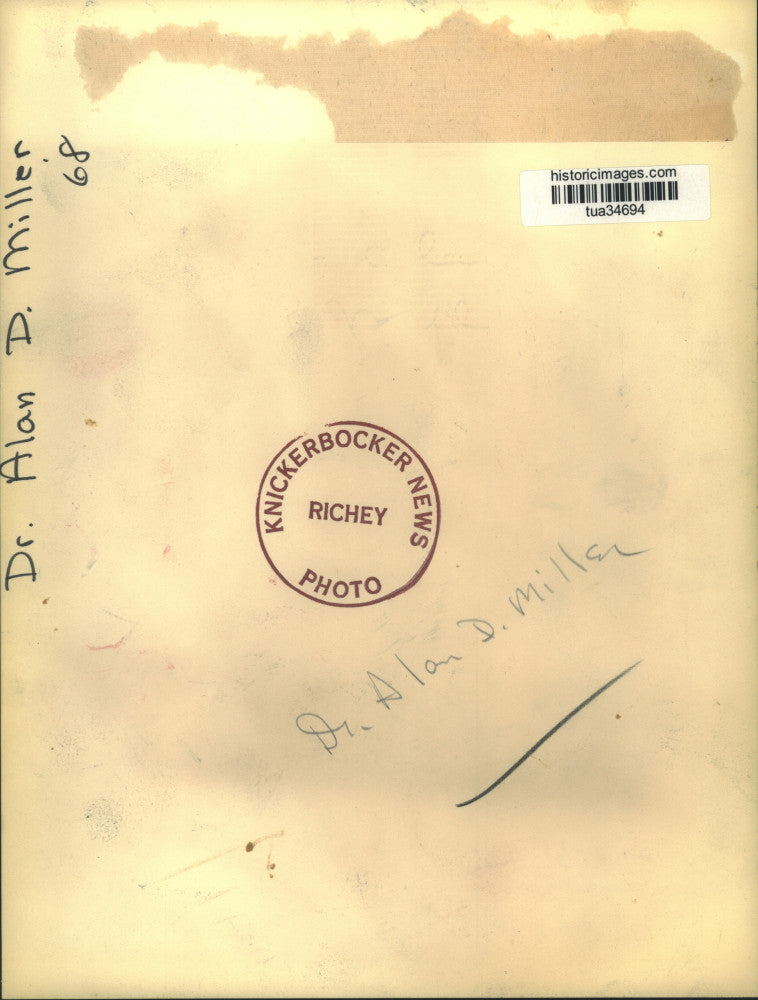 Dr. Alan D. Miller
68
historicimages.com
tua34694
KNICKERBOCKER NEWS
RICHEY
PHOTO
Dr. Alan D. Miller